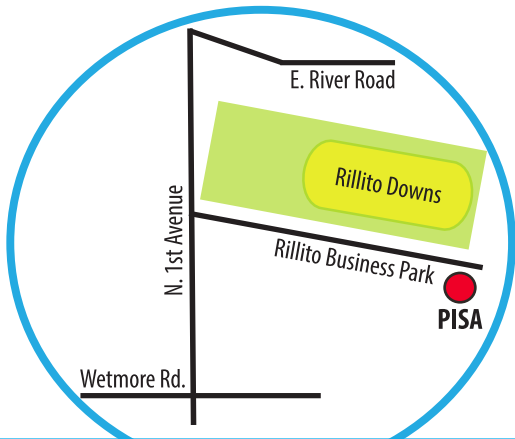 E. River Road
Rillito Downs
N. 1st Avenue
Rillito Business Park
PISA
Wetmore Rd.